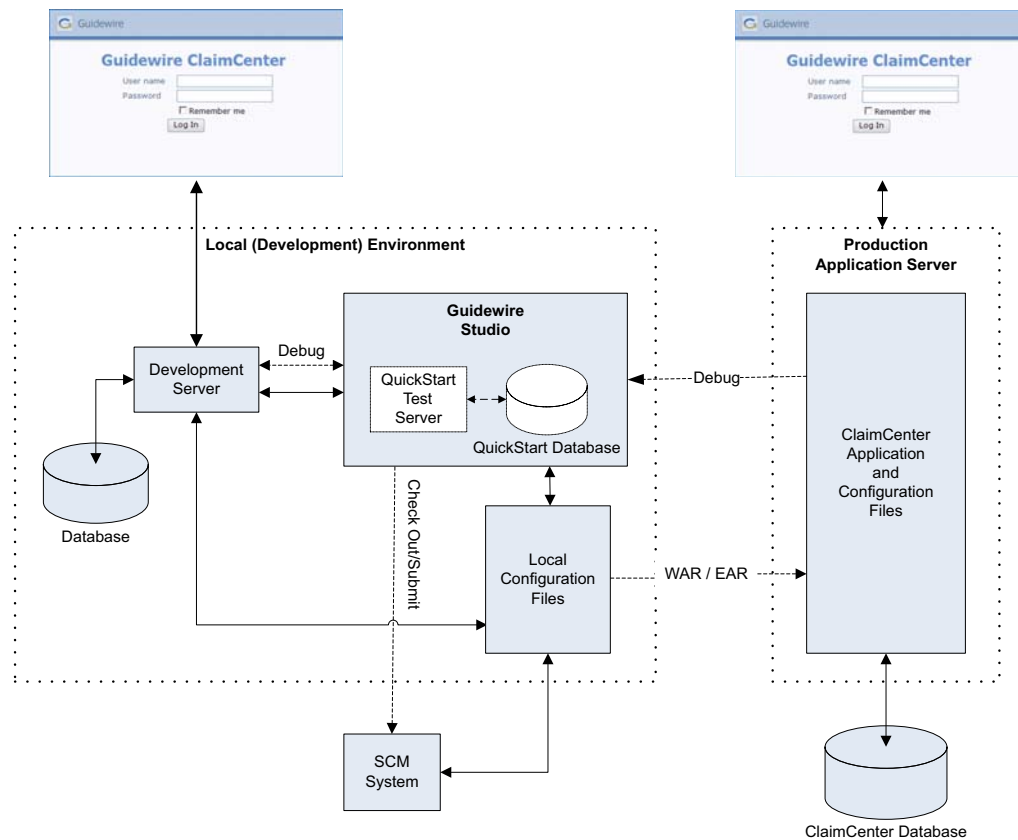 Guidewire
Guidewire ClaimCenter
User name
Password
Remember me
Log In
Guidewire
Guidewire ClaimCenter
User name
Password
Remember me
Log In
Local (Development) Environment
Production
Application Server
Guidewire
Studio
Debug
Development
Server
QuickStart
Test
Server
QuickStart Database
Debug
ClaimCenter
Application
and
Configuration
Files
Database
Check Out/Submit
Local
Configuration
Files
WAR / EAR
SCM
System
ClaimCenter Database